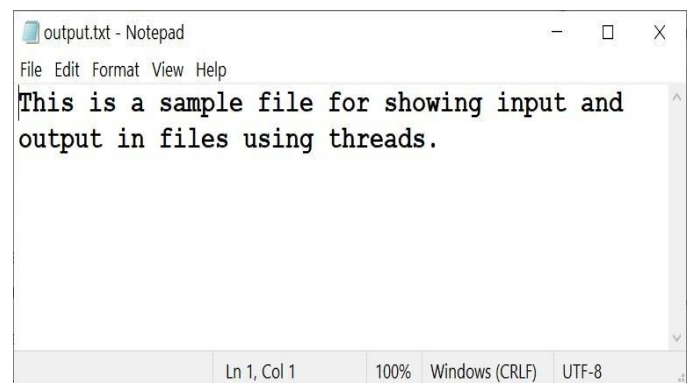 output.txt - Notepad
File Edit Format View Help
This is a sample file for showing input and
output in files using threads.
Ln 1, Col 1 100% Windows (CRLF) UTF-8